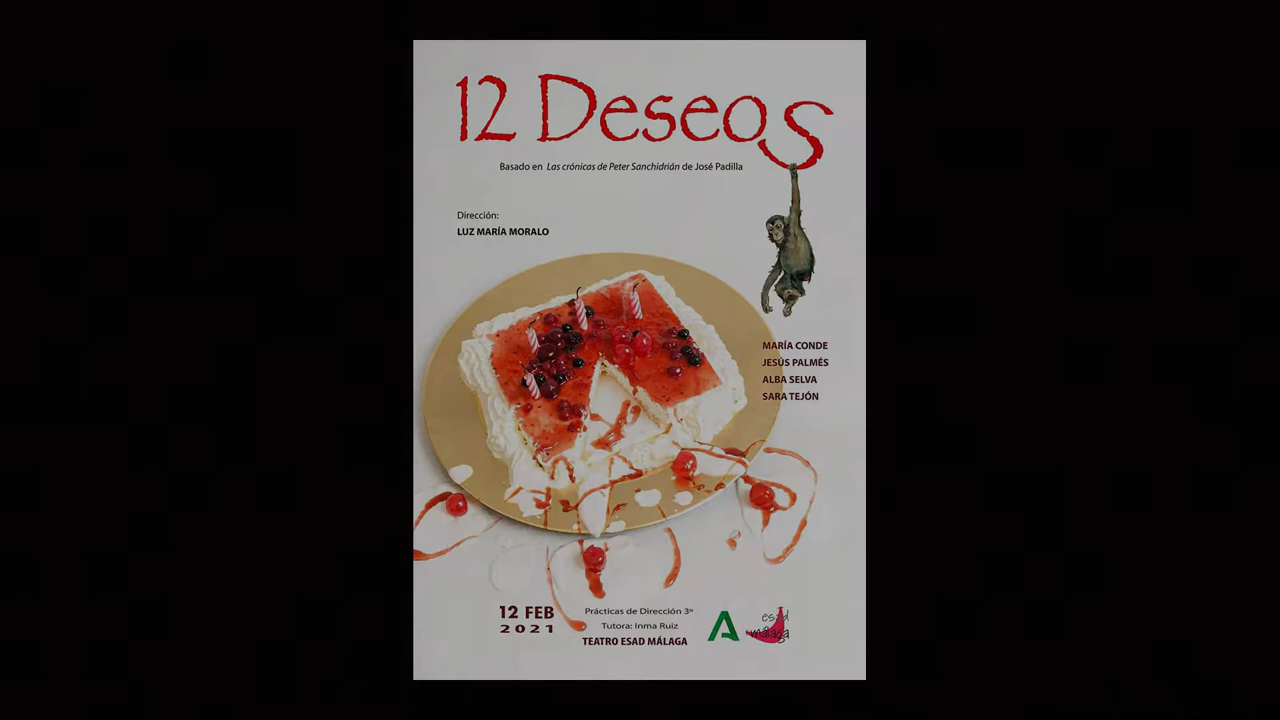 12 Deseos
Basado en Las crónicas de Peter Sanchidrián de José Padilla
Dirección:
LUZ MARÍA MORALO
MARÍA CONDE
JESÚS PALMÉS
ALBA SELVA
SARA TEJÓN
12 FEB
2021
Prácticas de Dirección 3º
Tutora: Inma Ruiz
TEATRO ESAD MÁLAGA
esad
málaga